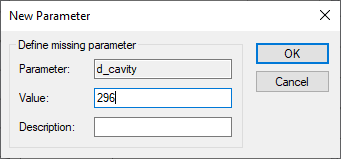 New Parameter
Define missing parameter
Parameter: d_cavity
Value: 296
Description:
OK
Cancel